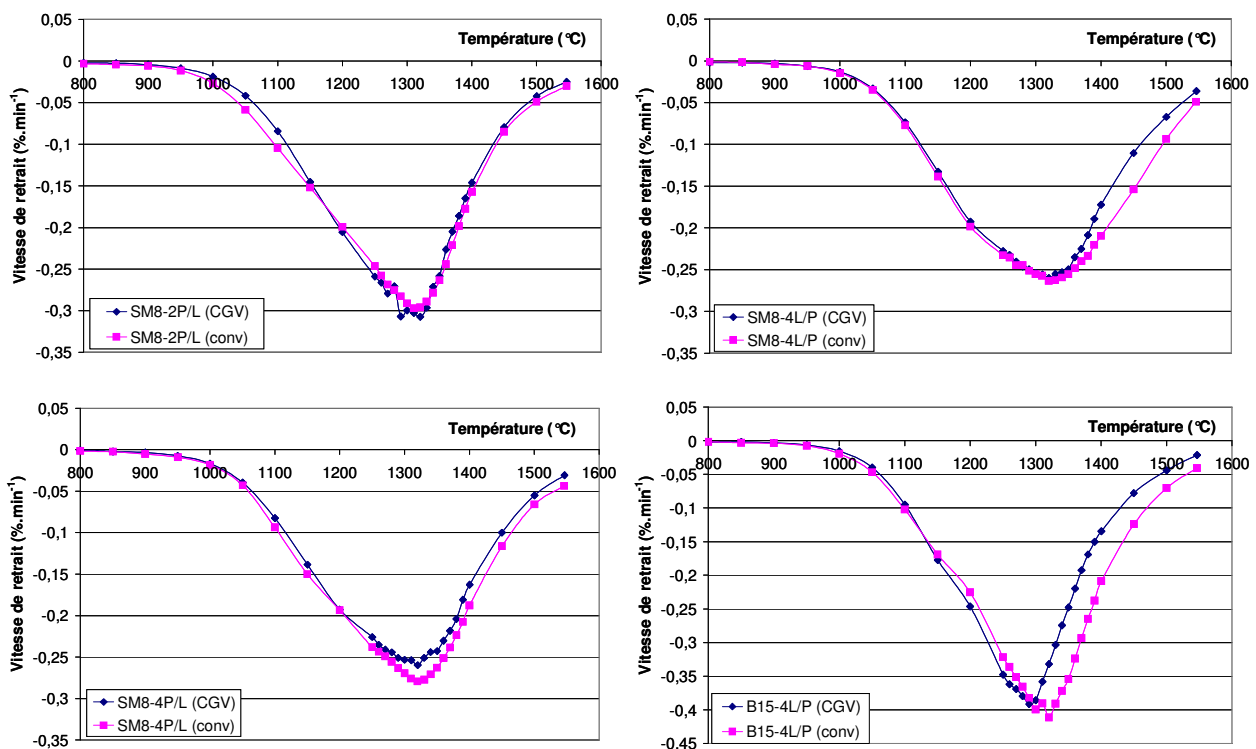 0,05
0
-0,05
-0,1
-0,15
-0,2
-0,25
-0,3
-0,35
800 900 1000 1100 1200 1300 1400 1500 1600
Température (°C)
Vitesse de retrait (%.min-1)
SM8-2P/L (CGV)
SM8-2P/L (conv)
0,05
0
-0,05
-0,1
-0,15
-0,2
-0,25
-0,3
-0,35
800 900 1000 1100 1200 1300 1400 1500 1600
Température (°C)
Vitesse de retrait (%.min-1)
SM8-4L/P (CGV)
SM8-4L/P (conv)
0,05
0
-0,05
-0,1
-0,15
-0,2
-0,25
-0,3
-0,35
800 900 1000 1100 1200 1300 1400 1500 1600
Température (°C)
Vitesse de retrait (%.min-1)
SM8-4P/L (CGV)
SM8-4P/L (conv)
0,05
0
-0,05
-0,1
-0,15
-0,2
-0,25
-0,3
-0,35
-0,4
-0,45
800 900 1000 1100 1200 1300 1400 1500 1600
Température (°C)
Vitesse de retrait (%.min-1)
B15-4L/P (CGV)
B15-4L/P (conv)